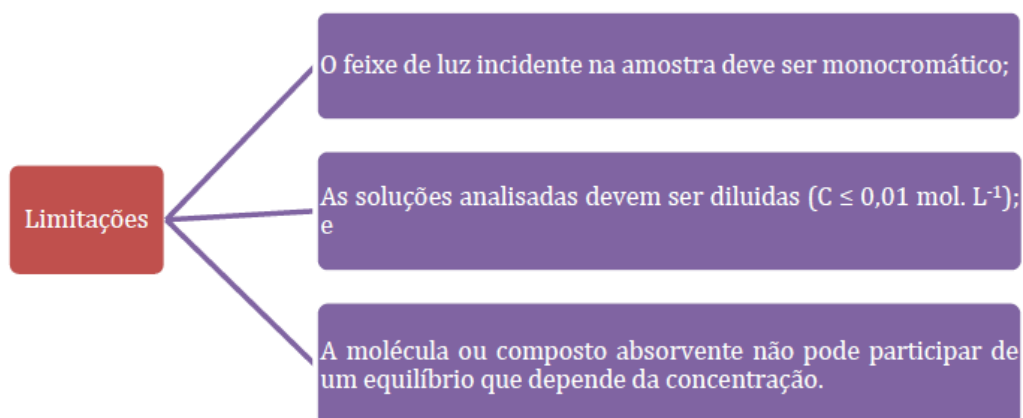 O feixe de luz incidente na amostra deve ser monocromático;
Limitações
As soluções analisadas devem ser diluidas (C ≤ 0,01 mol. L⁻¹);
e
A molécula ou composto absorvente não pode participar de
um equilíbrio que depende da concentração.